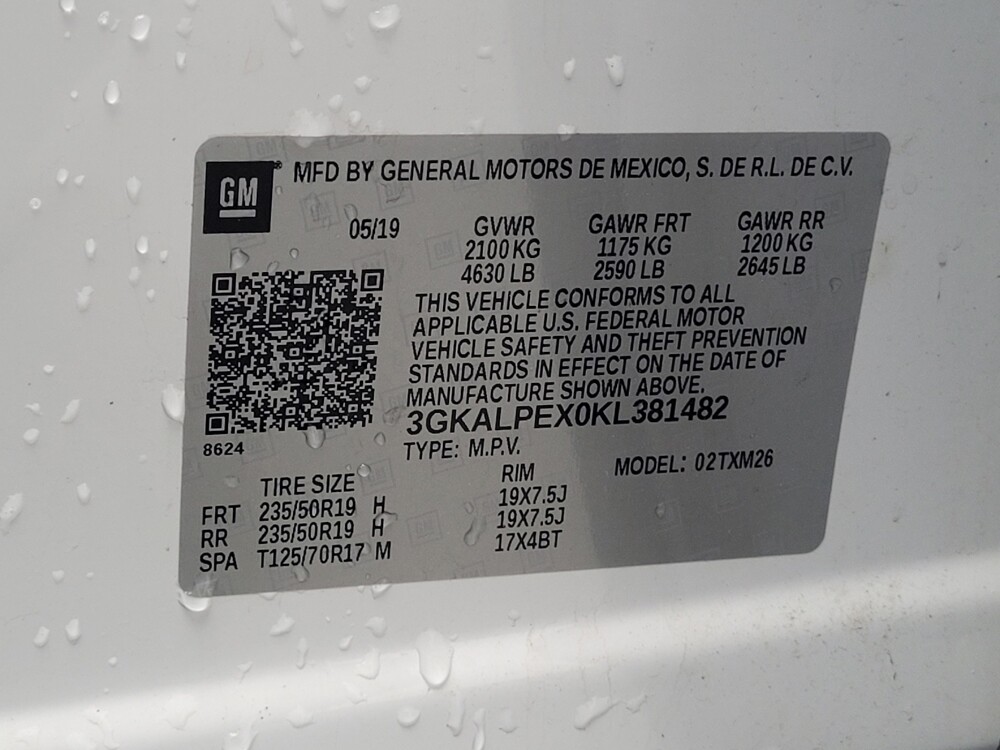 GM® MFD BY GENERAL MOTORS DE MEXICO, S. DE R.L. DE C.V.
05/19 GVWR GAWR FRT GAWR RR
2100 KG 1175 KG 1200 KG
4630 LB 2590 LB 2645 LB
THIS VEHICLE CONFORMS TO ALL
APPLICABLE U.S. FEDERAL MOTOR
VEHICLE SAFETY AND THEFT PREVENTION
STANDARDS IN EFFECT ON THE DATE OF
MANUFACTURE SHOWN ABOVE.
3GKALPEX0KL381482
8624
TYPE: M.P.V. MODEL: 02TXM26
TIRE SIZE RIM
FRT 235/50R19 H 19X7.5J
RR 235/50R19 H 19X7.5J
SPA T125/70R17 M 17X4BT